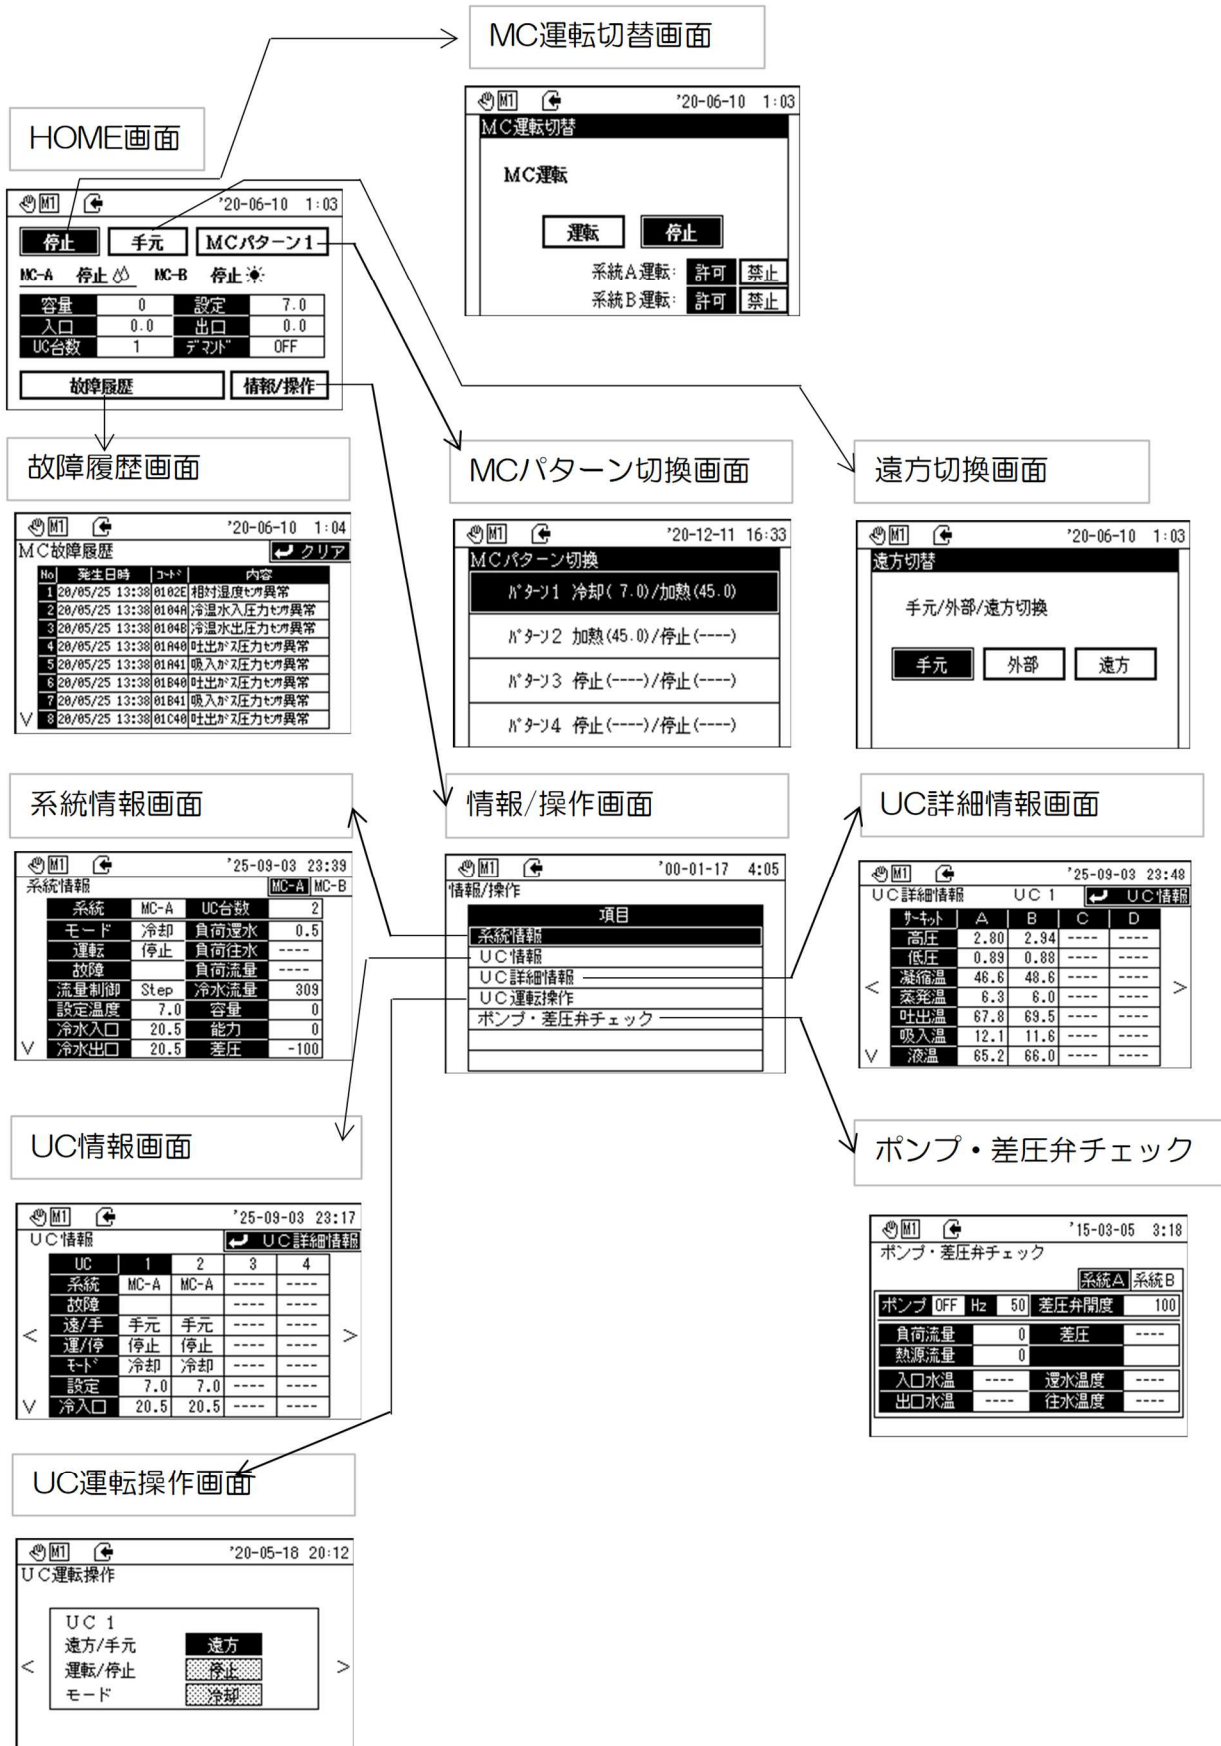 MC運転切替画面
M1 '20-06-10 1:03
MC運転切替
MC運転
運転 停止
系統A運転: 許可 禁止
系統B運転: 許可 禁止
HOME画面
M1 '20-06-10 1:03
停止 手元 MCパターン1
MC-A 停止 MC-B 停止
容量 0 設定 7.0
入口 0.0 出口 0.0
UC台数 1 ﾃﾞﾏﾝﾄﾞ OFF
故障履歴 情報/操作
故障履歴画面
M1 '20-06-10 1:04
MC故障履歴 クリア
No 発生日時 ｺｰﾄﾞ 内容
1 20/05/25 13:38 0102E 相対湿度ｾﾝｻ異常
2 20/05/25 13:38 0104A 冷温水入圧力ｾﾝｻ異常
3 20/05/25 13:38 0104B 冷温水出圧力ｾﾝｻ異常
4 20/05/25 13:38 01A40 吐出ｶﾞｽ圧力ｾﾝｻ異常
5 20/05/25 13:38 01A41 吸入ｶﾞｽ圧力ｾﾝｻ異常
6 20/05/25 13:38 01B40 吐出ｶﾞｽ圧力ｾﾝｻ異常
7 20/05/25 13:38 01B41 吸入ｶﾞｽ圧力ｾﾝｻ異常
8 20/05/25 13:38 01C40 吐出ｶﾞｽ圧力ｾﾝｻ異常
MCパターン切換画面
M1 '20-12-11 16:33
MCパターン切換
ﾊﾟﾀｰﾝ1 冷却( 7.0)/加熱(45.0)
ﾊﾟﾀｰﾝ2 加熱(45.0)/停止(----)
ﾊﾟﾀｰﾝ3 停止(----)/停止(----)
ﾊﾟﾀｰﾝ4 停止(----)/停止(----)
遠方切換画面
M1 '20-06-10 1:03
遠方切替
手元/外部/遠方切換
手元 外部 遠方
系統情報画面
M1 '25-09-03 23:39
系統情報 MC-A MC-B
系統 MC-A UC台数 2
モード 冷却 負荷還水 0.5
運転 停止 負荷往水 ----
故障 負荷流量 ----
流量制御 Step 冷水流量 309
設定温度 7.0 容量 0
冷水入口 20.5 能力 0
冷水出口 20.5 差圧 -100
情報/操作画面
M1 '00-01-17 4:05
情報/操作
項目
系統情報
UC情報
UC詳細情報
UC運転操作
ポンプ・差圧弁チェック
UC詳細情報画面
M1 '25-09-03 23:48
UC詳細情報 UC 1 UC情報
ｻｰｷｯﾄ A B C D
高圧 2.80 2.94 ---- ----
低圧 0.89 0.88 ---- ----
凝縮温 46.6 48.6 ---- ----
蒸発温 6.3 6.0 ---- ----
吐出温 67.8 69.5 ---- ----
吸入温 12.1 11.6 ---- ----
液温 65.2 66.0 ---- ----
UC情報画面
M1 '25-09-03 23:17
UC情報 UC詳細情報
UC 1 2 3 4
系統 MC-A MC-A ---- ----
故障 ---- ----
遠/手 手元 手元 ---- ----
運/停 停止 停止 ---- ----
ﾓｰﾄﾞ 冷却 冷却 ---- ----
設定 7.0 7.0 ---- ----
冷入口 20.5 20.5 ---- ----
ポンプ・差圧弁チェック
M1 '15-03-05 3:18
ポンプ・差圧弁チェック
系統A 系統B
ポンプ OFF Hz 50 差圧弁開度 100
負荷流量 0 差圧 ----
熱源流量 0
入口水温 ---- 還水温度 ----
出口水温 ---- 往水温度 ----
UC運転操作画面
M1 '20-05-18 20:12
UC運転操作
UC 1
遠方/手元 遠方
運転/停止 停止
モード 冷却